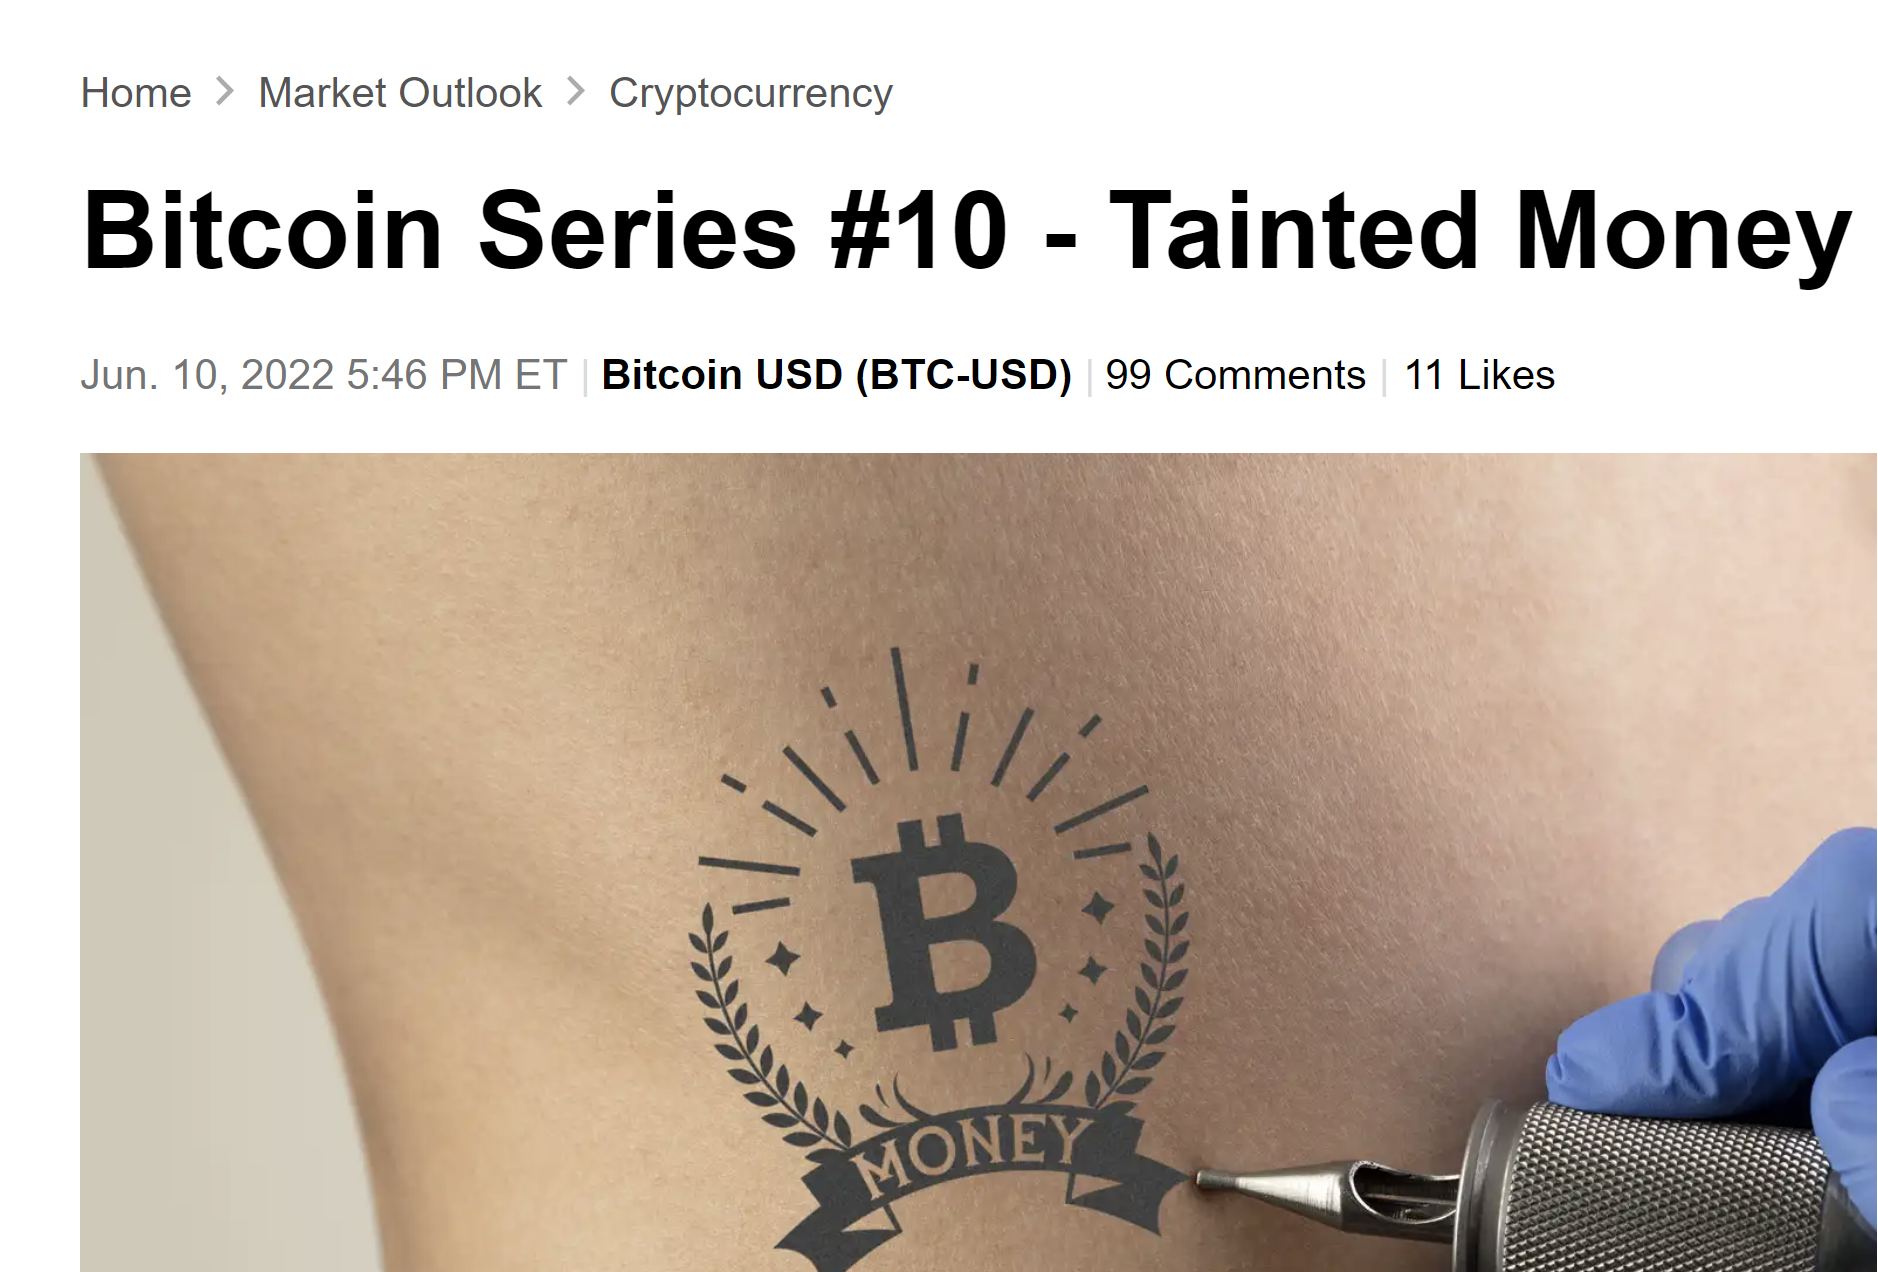 Home > Market Outlook > Cryptocurrency
Bitcoin Series #10 - Tainted Money
Jun. 10, 2022 5:46 PM ET | Bitcoin USD (BTC-USD) | 99 Comments | 11 Likes
B
MONEY